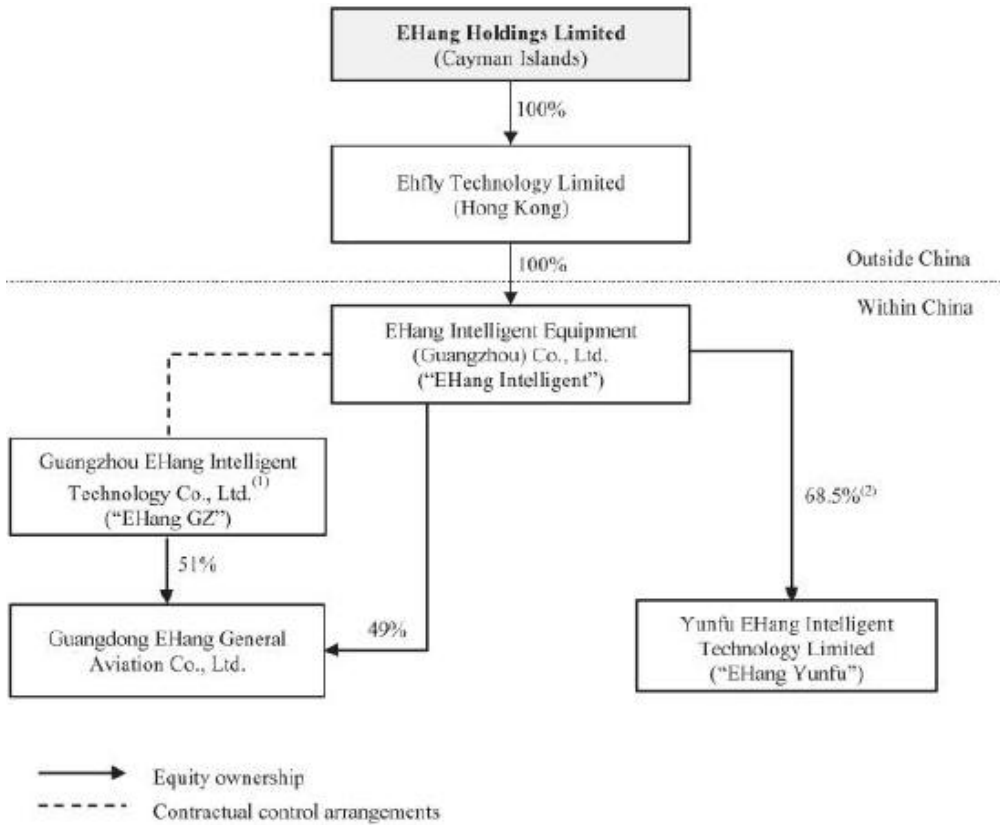 EHang Holdings Limited
(Cayman Islands)
100%
Ehfly Technology Limited
(Hong Kong)
100%
Outside China
Within China
EHang Intelligent Equipment
(Guangzhou) Co., Ltd.
(“EHang Intelligent”)
Guangzhou EHang Intelligent
Technology Co., Ltd.(1)
(“EHang GZ”)
68.5%(2)
51%
49%
Guangdong EHang General
Aviation Co., Ltd.
Yunfu EHang Intelligent
Technology Limited
(“EHang Yunfu”)
Equity ownership
Contractual control arrangements